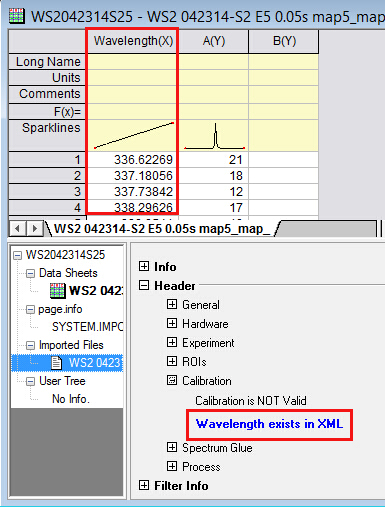 WS2042314S25 - WS2 042314-S2 E5 0.05s map5_map_
Wavelength(X) A(Y) B(Y)
Long Name
Units
Comments
F(x)=
Sparklines
1 336.62269 21
2 337.18056 18
3 337.73842 12
4 338.29626 17
WS2 042314-S2 E5 0.05s map5_map_
WS2042314S25
Data Sheets
WS2 042
page.info
SYSTEM.IMPO
Imported Files
WS2 0423
User Tree
No Info.
Info
Header
General
Hardware
Experiment
ROIs
Calibration
Calibration is NOT Valid
Wavelength exists in XML
Spectrum Glue
Process
Filter Info